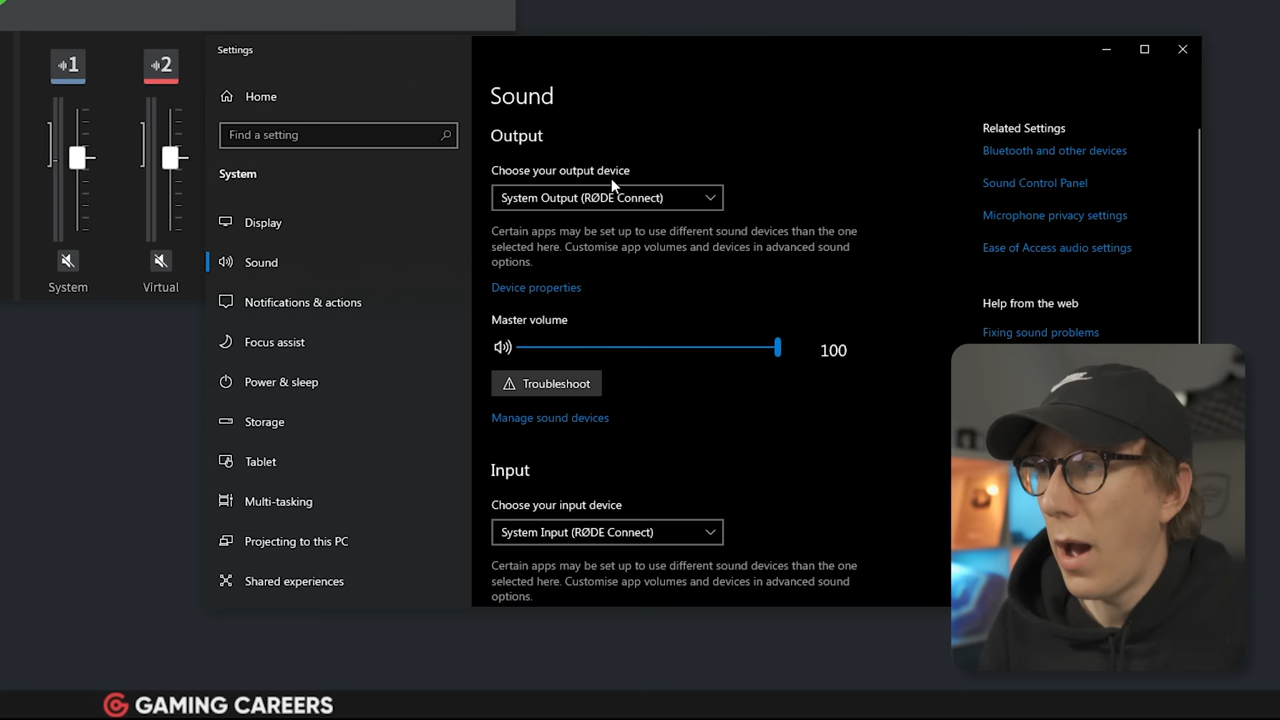 1
2
System
Virtual
Settings
Home
Find a setting
System
Display
Sound
Notifications & actions
Focus assist
Power & sleep
Storage
Tablet
Multi-tasking
Projecting to this PC
Shared experiences
Sound
Output
Choose your output device
System Output (RØDE Connect)
Certain apps may be set up to use different sound devices than the one
selected here. Customise app volumes and devices in advanced sound
options.
Device properties
Master volume
100
Troubleshoot
Manage sound devices
Input
Choose your input device
System Input (RØDE Connect)
Certain apps may be set up to use different sound devices than the one
selected here. Customise app volumes and devices in advanced sound
options.
Related Settings
Bluetooth and other devices
Sound Control Panel
Microphone privacy settings
Ease of Access audio settings
Help from the web
Fixing sound problems
GAMING CAREERS